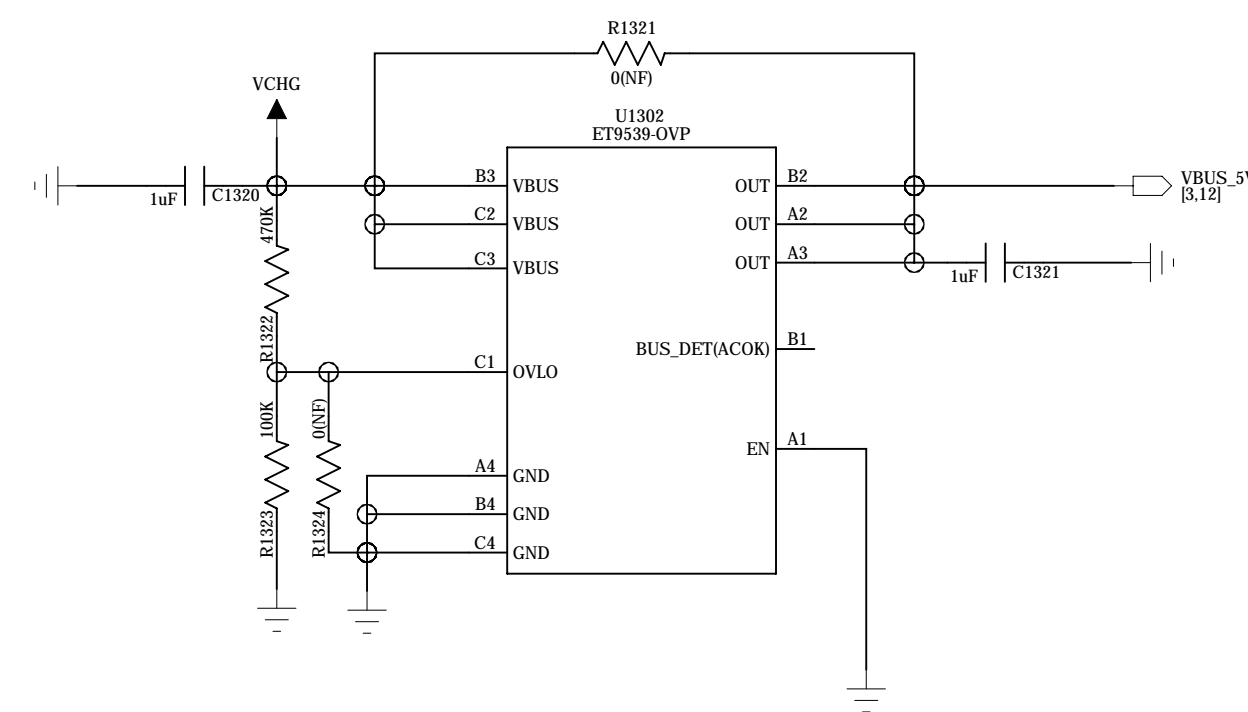 R1321
0(NF)
VCHG
U1302
ET9539-OVP
1uF
C1320
470K
R1322
B3
VBUS
C2
VBUS
C3
VBUS
OUT
B2
OUT
A2
OUT
A3
VBUS_5V
[3,12]
1uF
C1321
BUS_DET(ACOK)
B1
C1
OVLO
100K
R1323
0(NF)
R1324
EN
A1
A4
GND
B4
GND
C4
GND